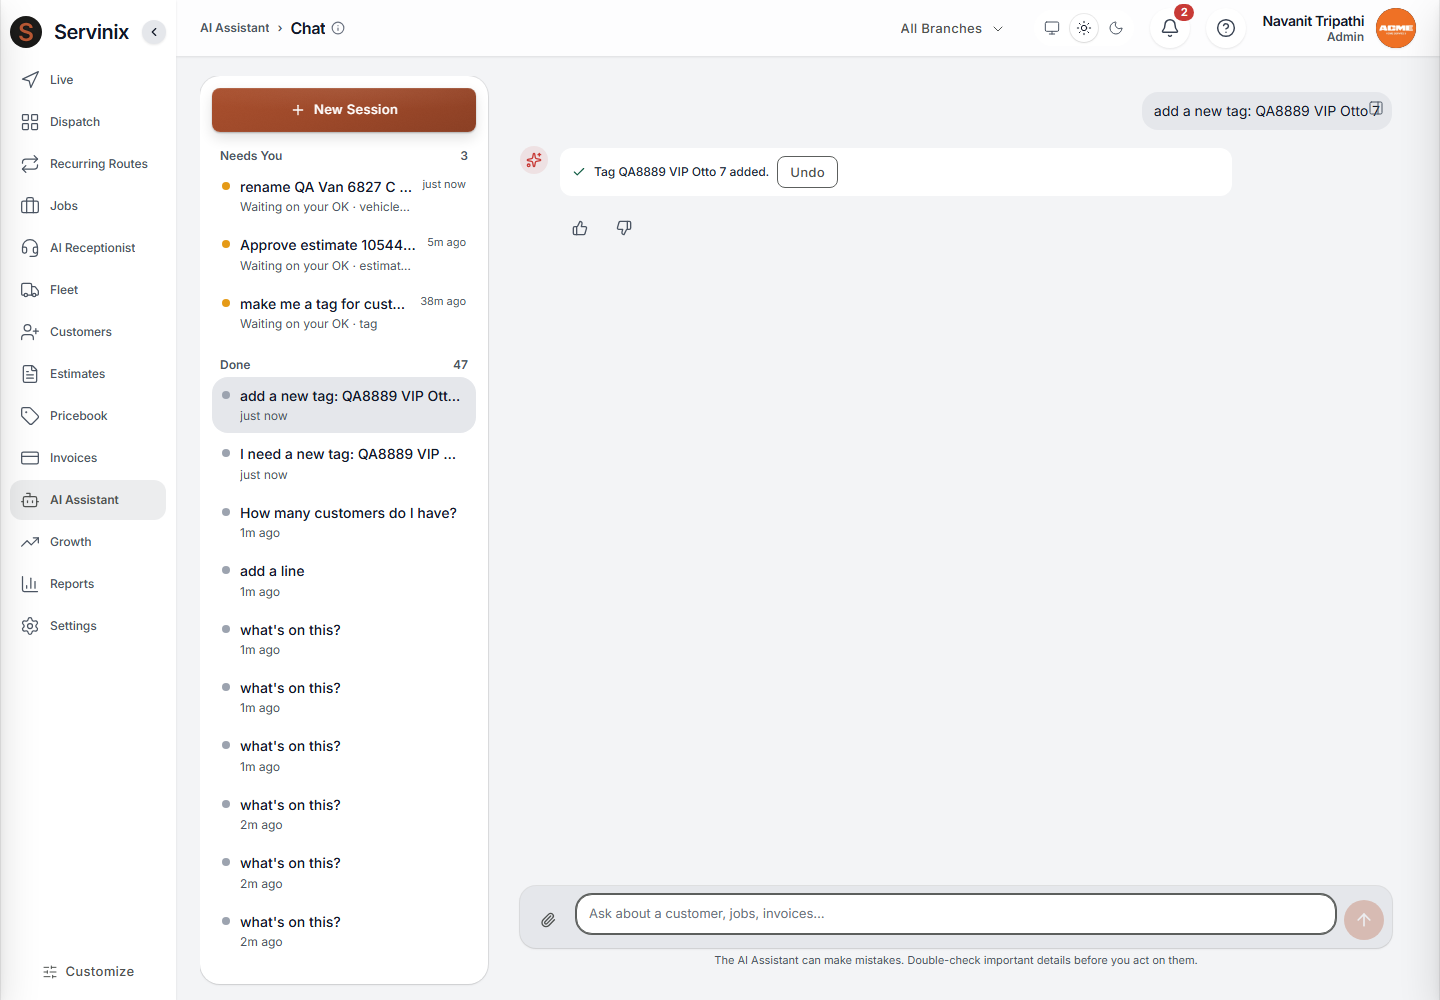 Servinix
Live
Dispatch
Recurring Routes
Jobs
AI Receptionist
Fleet
Customers
Estimates
Pricebook
Invoices
AI Assistant
Growth
Reports
Settings
Customize
AI Assistant › Chat
All Branches
2
Navanit Tripathi
Admin
ACME
New Session
Needs You 3
rename QA Van 6827 C ... just now
Waiting on your OK · vehicle...
Approve estimate 10544... 5m ago
Waiting on your OK · estimat...
make me a tag for cust... 38m ago
Waiting on your OK · tag
Done 47
add a new tag: QA8889 VIP Ott...
just now
I need a new tag: QA8889 VIP ...
just now
How many customers do I have?
1m ago
add a line
1m ago
what's on this?
1m ago
what's on this?
1m ago
what's on this?
1m ago
what's on this?
2m ago
what's on this?
2m ago
what's on this?
2m ago
add a new tag: QA8889 VIP Otto 7
Tag QA8889 VIP Otto 7 added. Undo
Ask about a customer, jobs, invoices...
The AI Assistant can make mistakes. Double-check important details before you act on them.